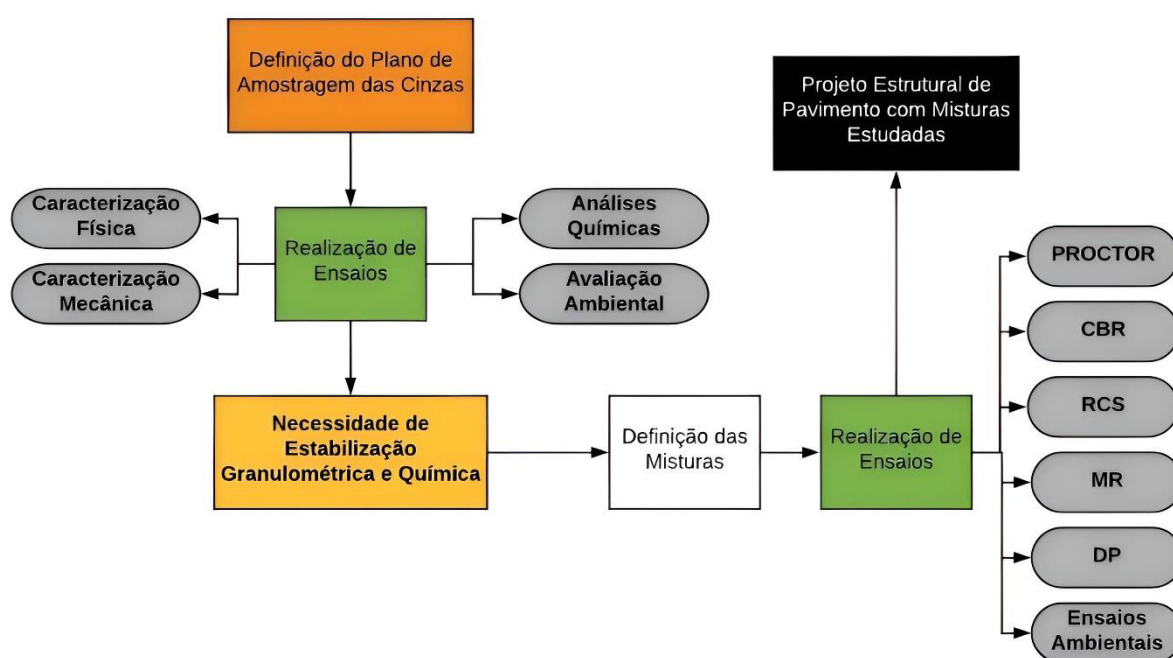 Definição do Plano de
Amostragem das Cinzas
Projeto Estrutural de
Pavimento com Misturas
Estudadas
Caracterização
Física
Caracterização
Mecânica
Realização de
Ensaios
Análises
Químicas
Avaliação
Ambiental
Necessidade de
Estabilização
Granulométrica e Química
Definição das
Misturas
Realização de
Ensaios
PROCTOR
CBR
RCS
MR
DP
Ensaios
Ambientais